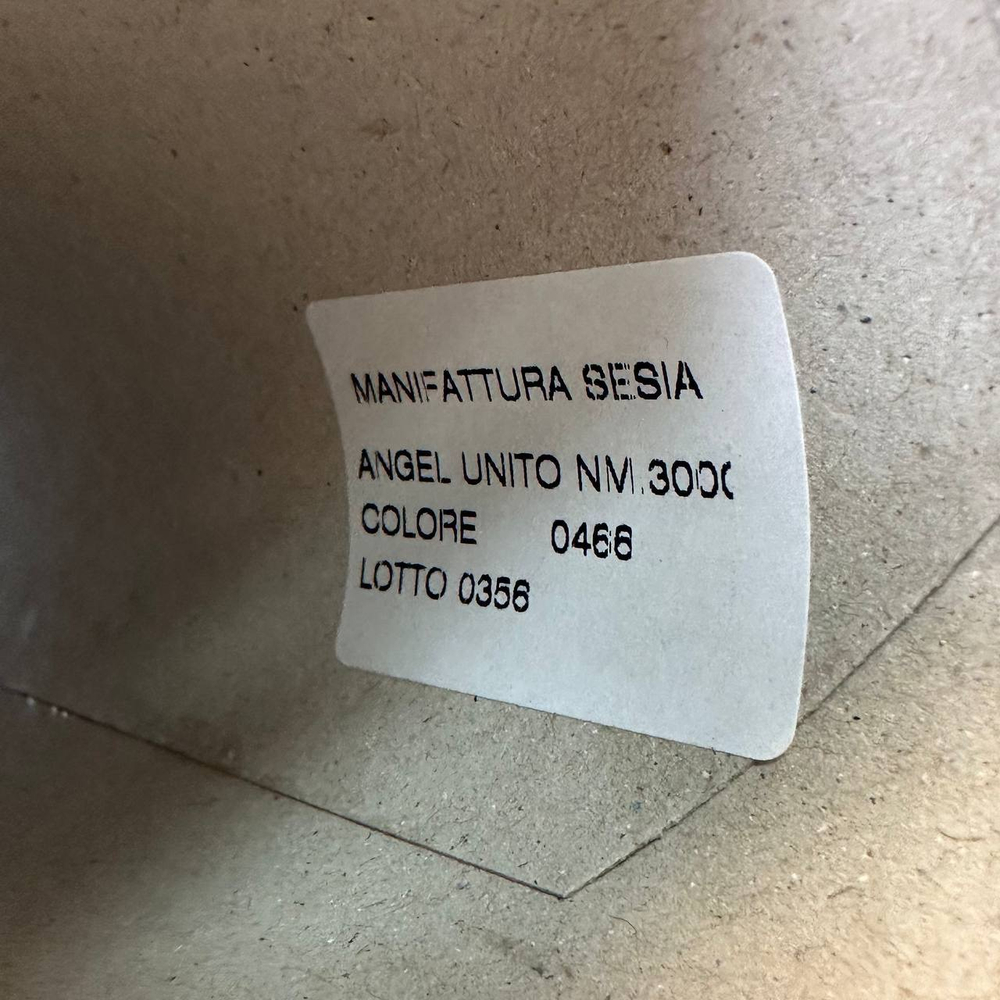 MANIFATTURA SESIA
ANGEL UNITO NM.3000
COLORE 0466
LOTTO 0356